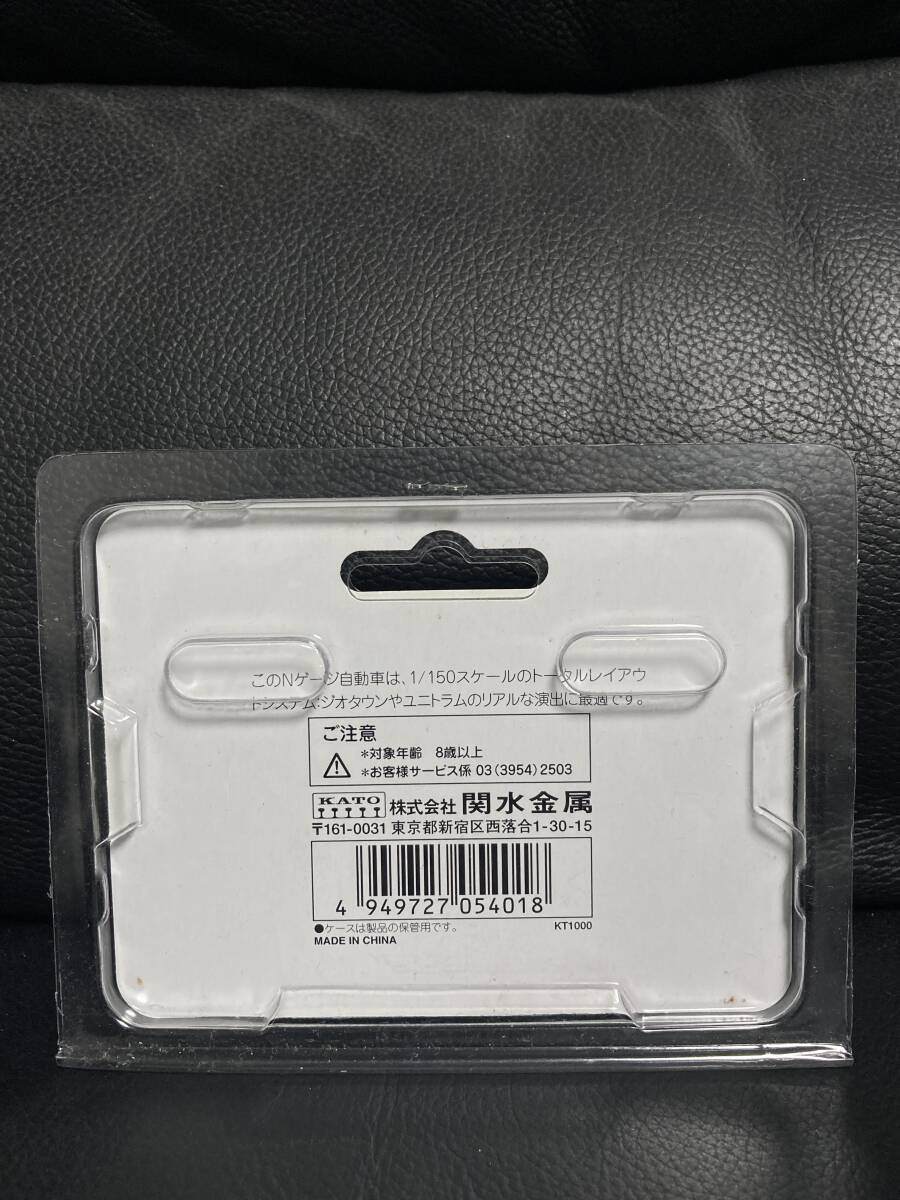 このNゲージ自動車は、1/150スケールのトータルレイアウ
トシステム:ジオタウンやユニトラムのリアルな演出に最適です。
ご注意
*対象年齢 8歳以上
*お客様サービス係 03(3954)2503
KATO 株式会社 関水金属
〒161-0031 東京都新宿区西落合1-30-15
4 949727 054018
●ケースは製品の保管用です。 KT1000
MADE IN CHINA